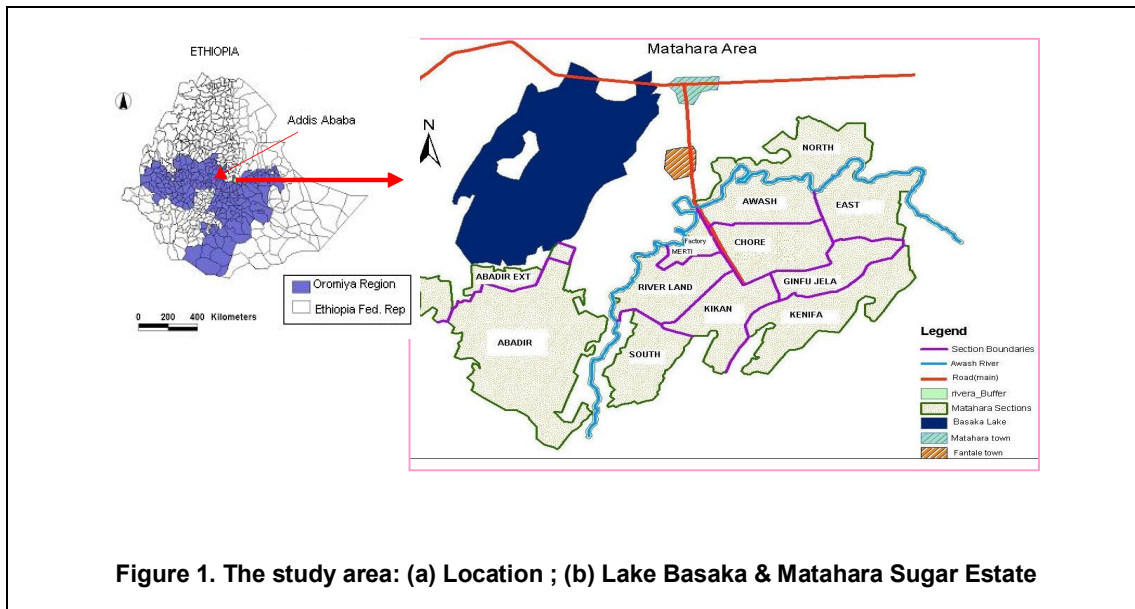 ETHIOPIA
Addis Ababa
Oromiya Region
Ethiopia Fed. Rep
0 200 400 Kilometers
Matahara Area
N
NORTH
AWASH
EAST
CHORE
Factory
MERTI
ABADIR EXT
RIVER LAND
GINFU JELA
KIKAN
KENIFA
ABADIR
SOUTH
Legend
Section Boundaries
Awash River
Road(main)
rivera_Buffer
Matahara Sections
Basaka Lake
Matahara town
Fantale town
Figure 1. The study area: (a) Location ; (b) Lake Basaka & Matahara Sugar Estate